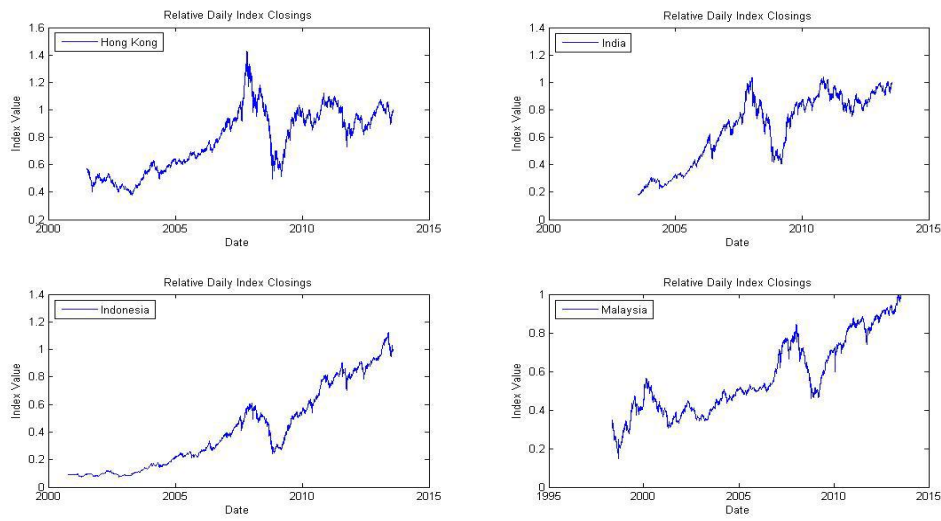 Relative Daily Index Closings
Hong Kong
Index Value
1.6
1.4
1.2
1
0.8
0.6
0.4
0.2
2000 2005 2010 2015
Date
Relative Daily Index Closings
India
Index Value
1.4
1.2
1
0.8
0.6
0.4
0.2
0
2000 2005 2010 2015
Date
Relative Daily Index Closings
Indonesia
Index Value
1.4
1.2
1
0.8
0.6
0.4
0.2
0
2000 2005 2010 2015
Date
Relative Daily Index Closings
Malaysia
Index Value
1
0.8
0.6
0.4
0.2
0
1995 2000 2005 2010 2015
Date